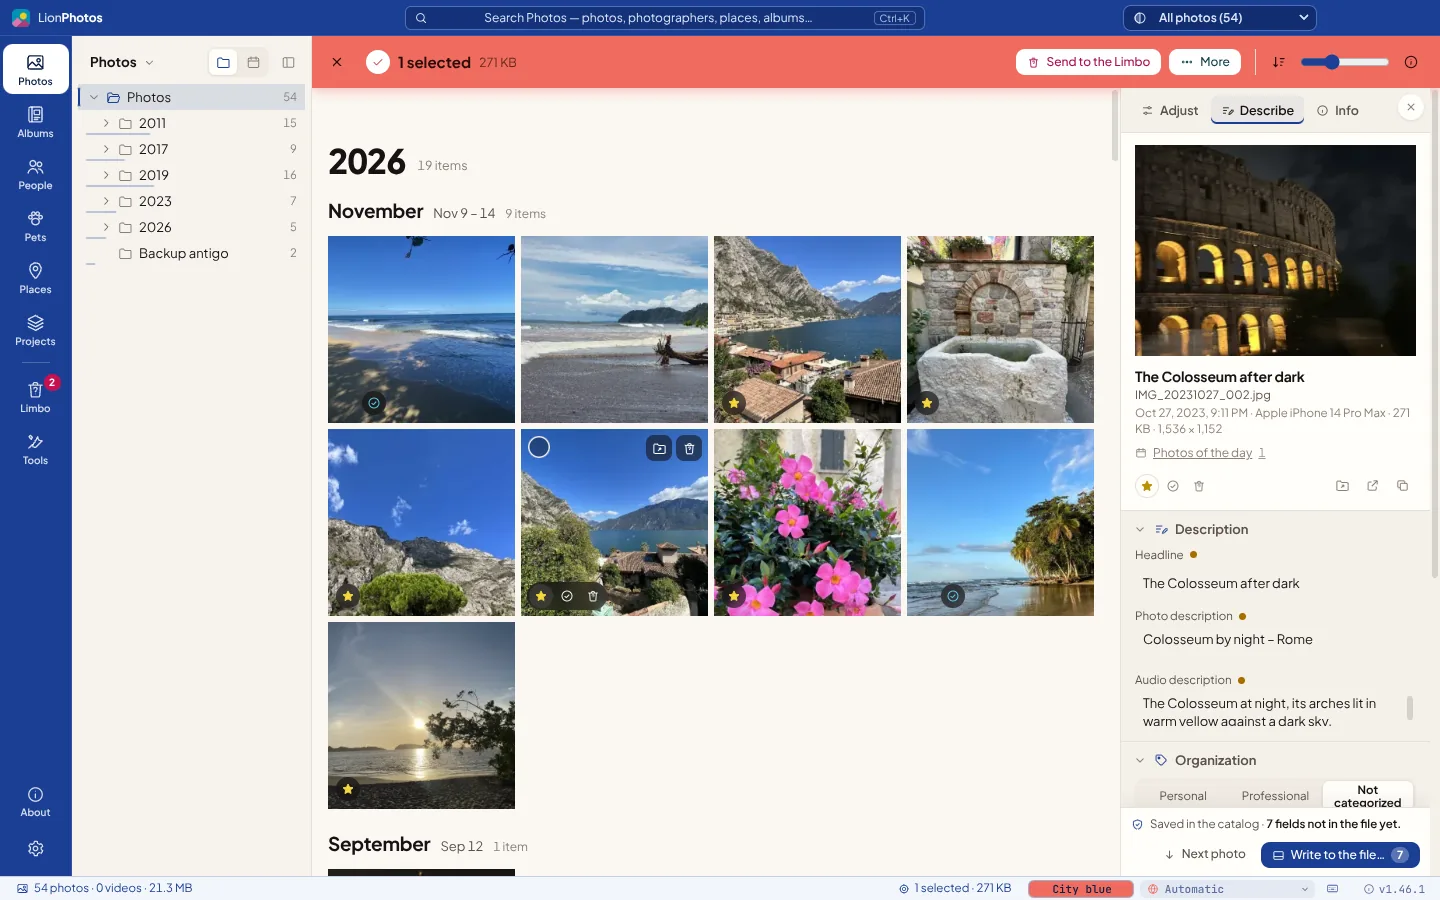 LionPhotos
Search Photos — photos, photographers, places, albums...
Ctrl+K
All photos (54)
Photos
Albums
People
Pets
Places
Projects
2
Limbo
Tools
About
Photos
Photos 54
2011 15
2017 9
2019 16
2023 7
2026 5
Backup antigo 2
1 selected 271 KB
Send to the Limbo
More
2026 19 items
November Nov 9 – 14 9 items
September Sep 12 1 item
Adjust
Describe
Info
The Colosseum after dark
IMG_20231027_002.jpg
Oct 27, 2023, 9:11 PM · Apple iPhone 14 Pro Max · 271
KB · 1,536 × 1,152
Photos of the day 1
Description
Headline
The Colosseum after dark
Photo description
Colosseum by night – Rome
Audio description
The Colosseum at night, its arches lit in
warm yellow against a dark sky.
Organization
Personal
Professional
Not
categorized
Saved in the catalog · 7 fields not in the file yet.
Next photo
Write to the file... 7
54 photos · 0 videos · 21.3 MB
1 selected · 271 KB
City blue
Automatic
v1.46.1